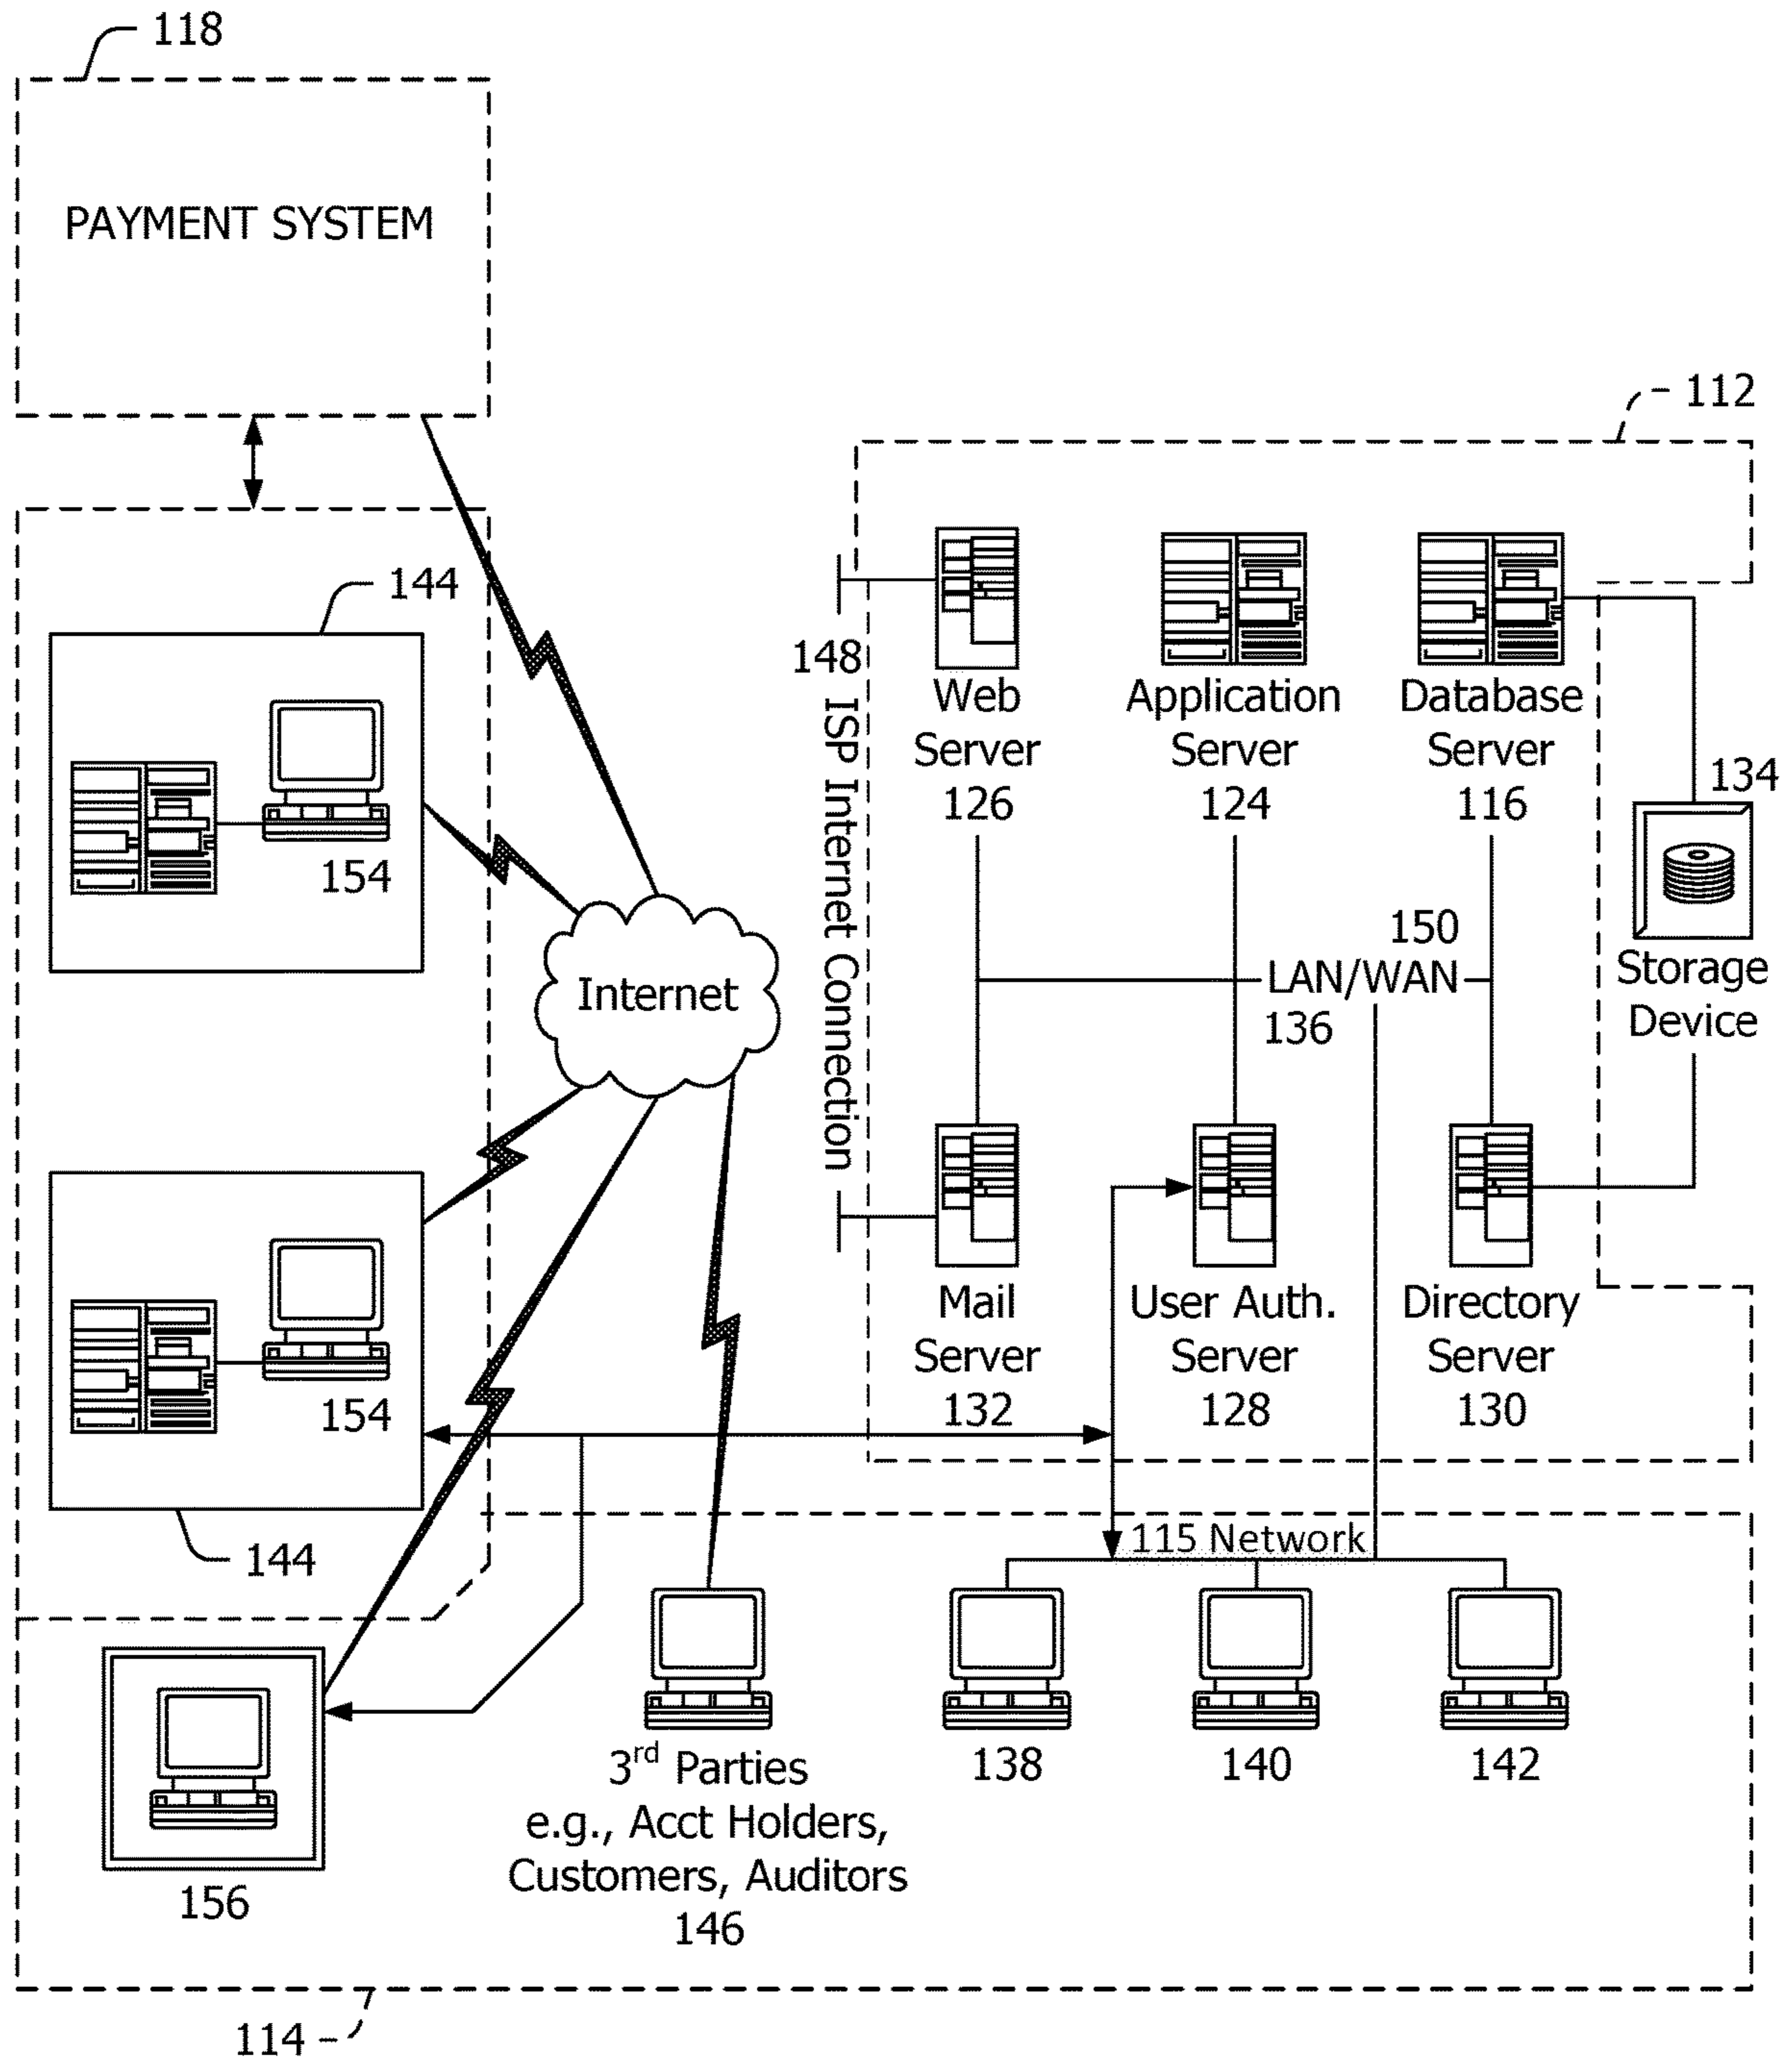 118
PAYMENT SYSTEM
112
144
154
148 ISP Internet Connection
Web
Server
126
Application
Server
124
Database
Server
116
134
Storage
Device
150
LAN/WAN
136
Internet
Mail
Server
132
User Auth.
Server
128
Directory
Server
130
154
144
115 Network
156
3rd Parties
e.g., Acct Holders,
Customers, Auditors
146
138
140
142
114